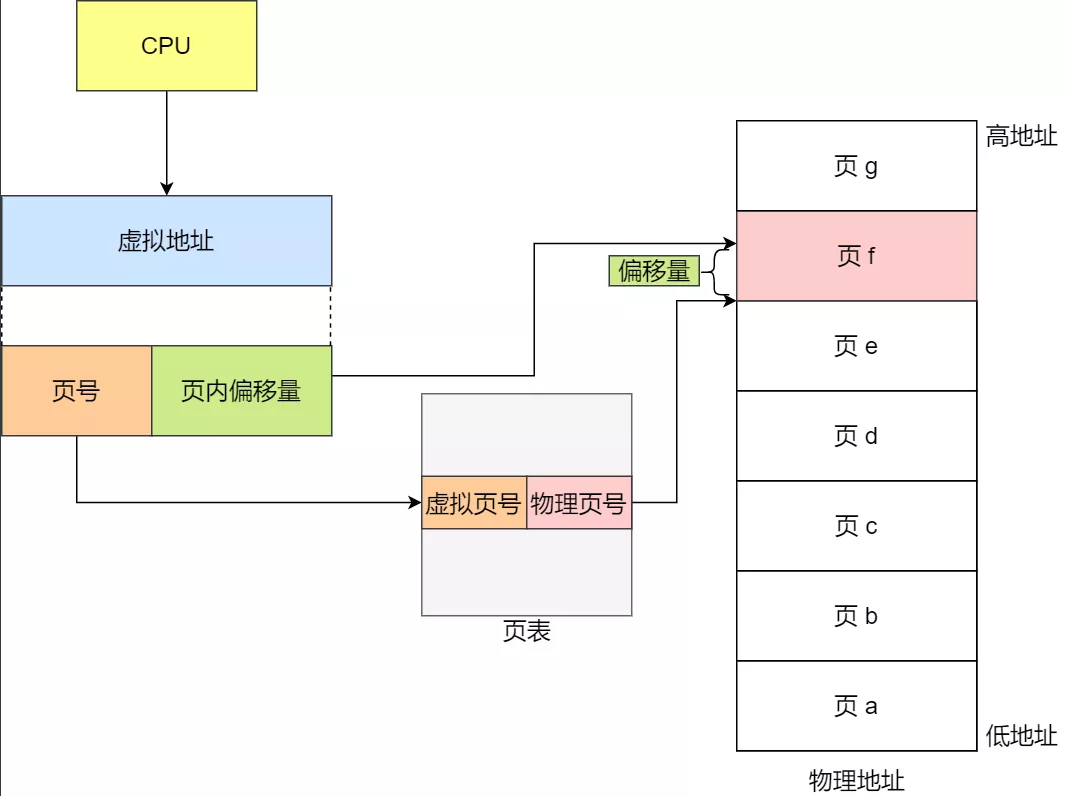 CPU
虚拟地址
页号
页内偏移量
虚拟页号
物理页号
页表
偏移量
高地址
页 g
页 f
页 e
页 d
页 c
页 b
页 a
低地址
物理地址